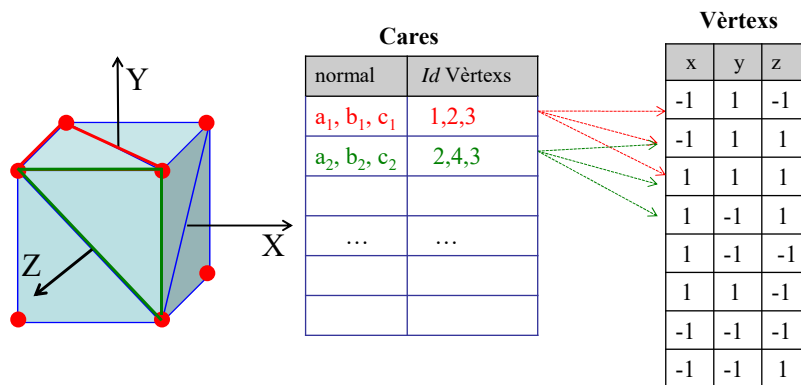 Y
X
Z
Cares
normal Id Vèrtexs
a1, b1, c1 1,2,3
a2, b2, c2 2,4,3
… …
Vèrtexs
x y z
-1 1 -1
-1 1 1
1 1 1
1 -1 1
1 -1 -1
1 1 -1
-1 -1 -1
-1 -1 1